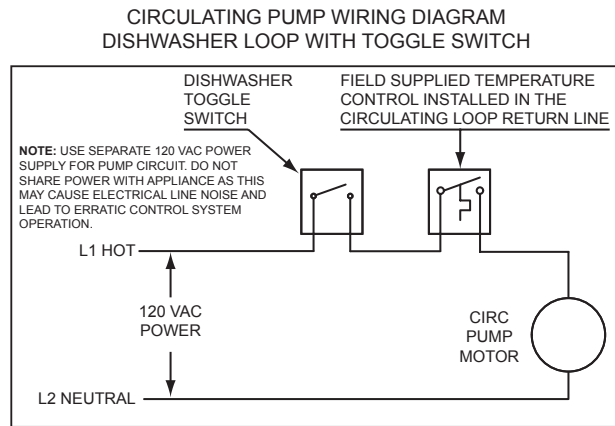 CIRCULATING PUMP WIRING DIAGRAM
DISHWASHER LOOP WITH TOGGLE SWITCH
DISHWASHER
TOGGLE
SWITCH
FIELD SUPPLIED TEMPERATURE
CONTROL INSTALLED IN THE
CIRCULATING LOOP RETURN LINE
NOTE: USE SEPARATE 120 VAC POWER
SUPPLY FOR PUMP CIRCUIT. DO NOT
SHARE POWER WITH APPLIANCE AS THIS
MAY CAUSE ELECTRICAL LINE NOISE AND
LEAD TO ERRATIC CONTROL SYSTEM
OPERATION.
L1 HOT
120 VAC
POWER
CIRC
PUMP
MOTOR
L2 NEUTRAL